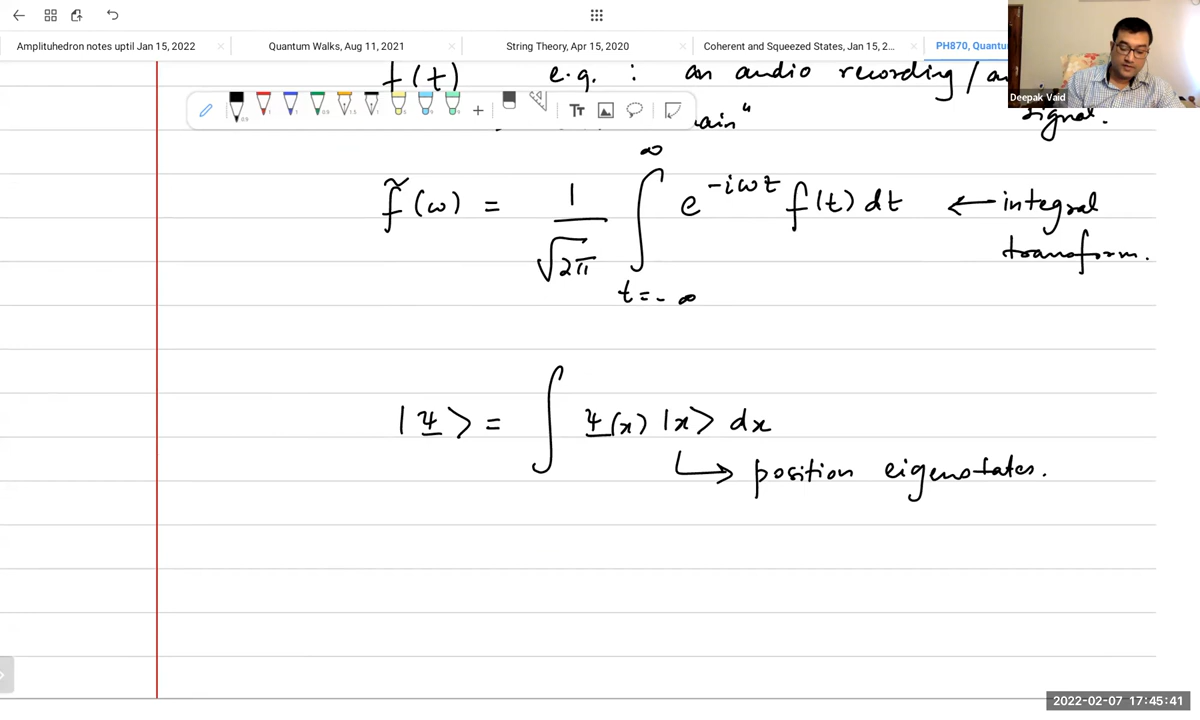 Amplituhedron notes uptil Jan 15, 2022 Quantum Walks, Aug 11, 2021 String Theory, Apr 15, 2020 Coherent and Squeezed States, Jan 15, 2... PH870, Quantu
f(t) e.g. : an audio recording/an
Deepak Vaid
TT
ain" signal.
f̃(ω) = 1/√2π ∫_{t=-∞}^{∞} e^{-iωt} f(t) dt ← integral
transform.
|Ψ> = ∫ Ψ(x) |x> dx
↳ position eigenstates.
2022-02-07 17:45:41